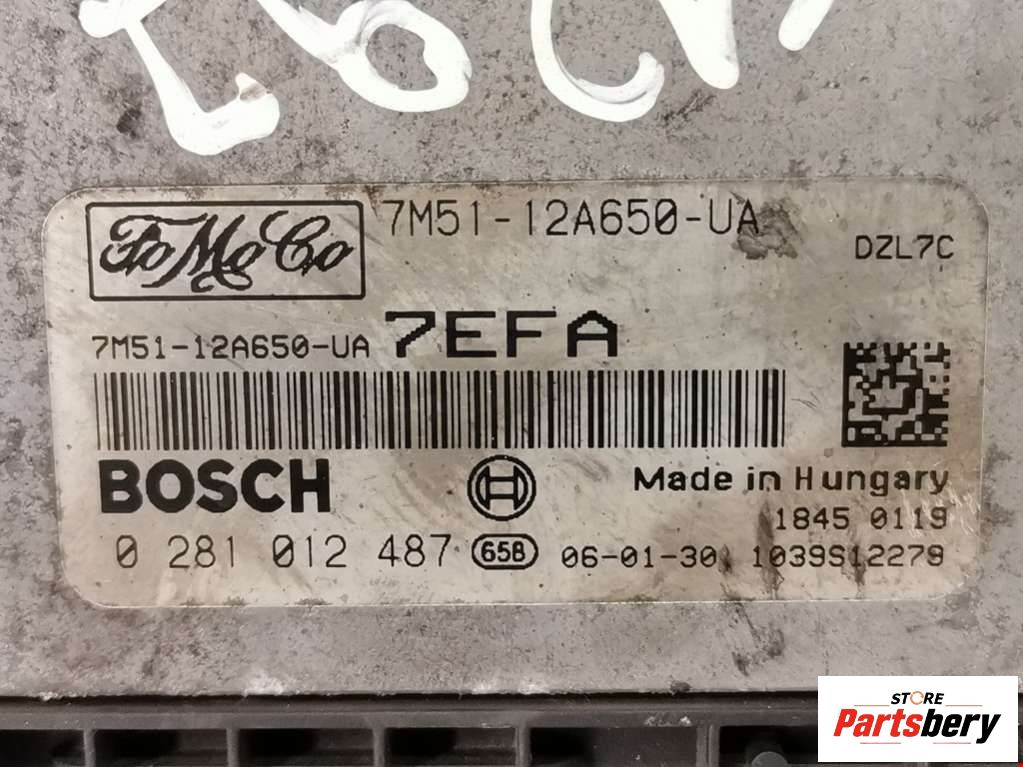 FoMoCo
7M51-12A650-UA
DZL7C
7M51-12A650-UA 7EFA
BOSCH
Made in Hungary
1845 0119
0 281 012 487 65B 06-01-30 1039S12279
STORE
Partsbery